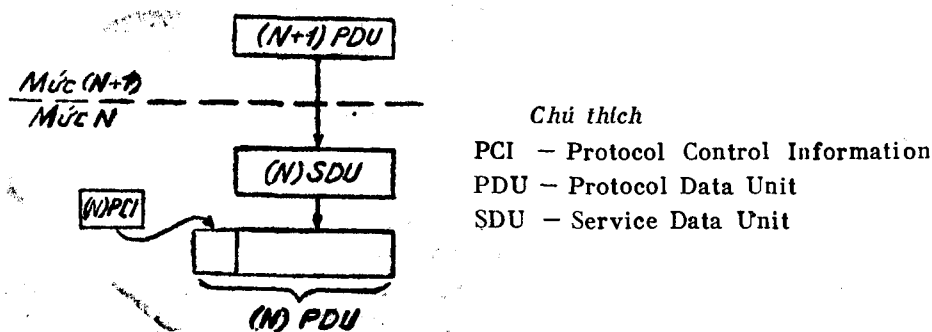 (N+1) PDU
Mức (N+1)
Mức N
(N) SDU
(N)PCI
(N) PDU
Chú thích
PCI — Protocol Control Information
PDU — Protocol Data Unit
SDU — Service Data Unit